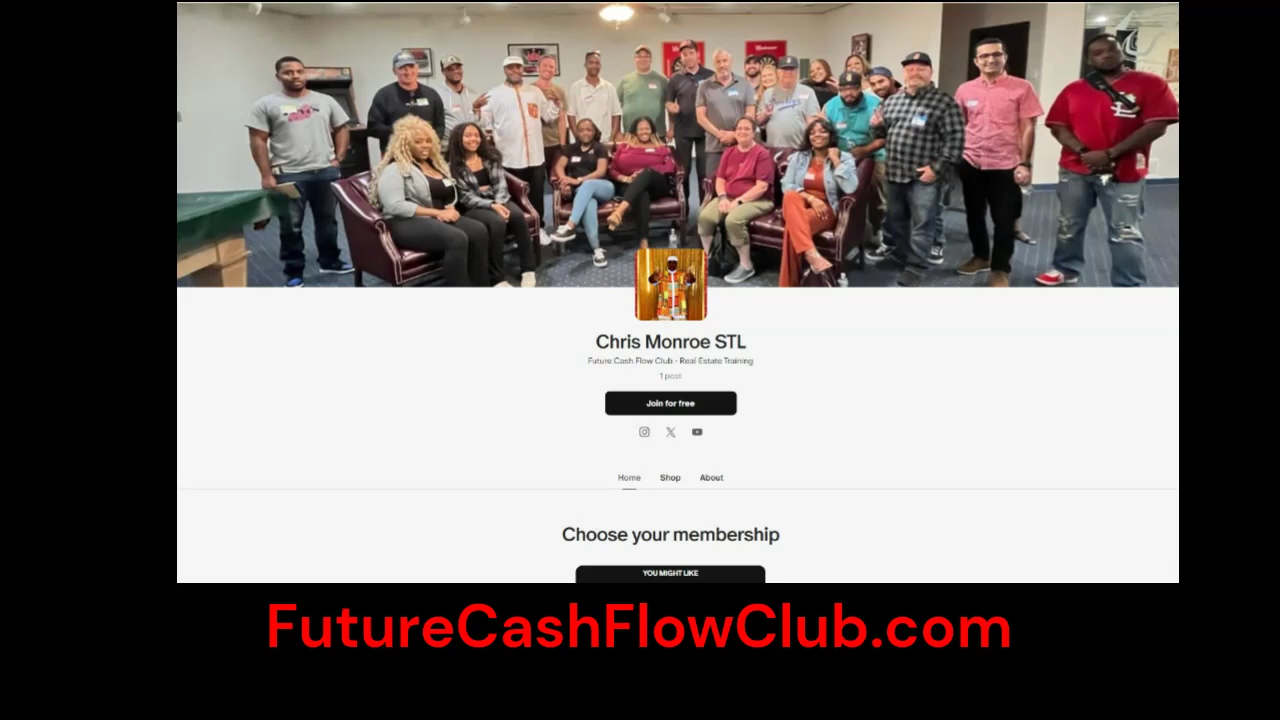 Chris Monroe STL
Future Cash Flow Club - Real Estate Training
1 post
Join for free
Home Shop About
Choose your membership
YOU MIGHT LIKE
FutureCashFlowClub.com